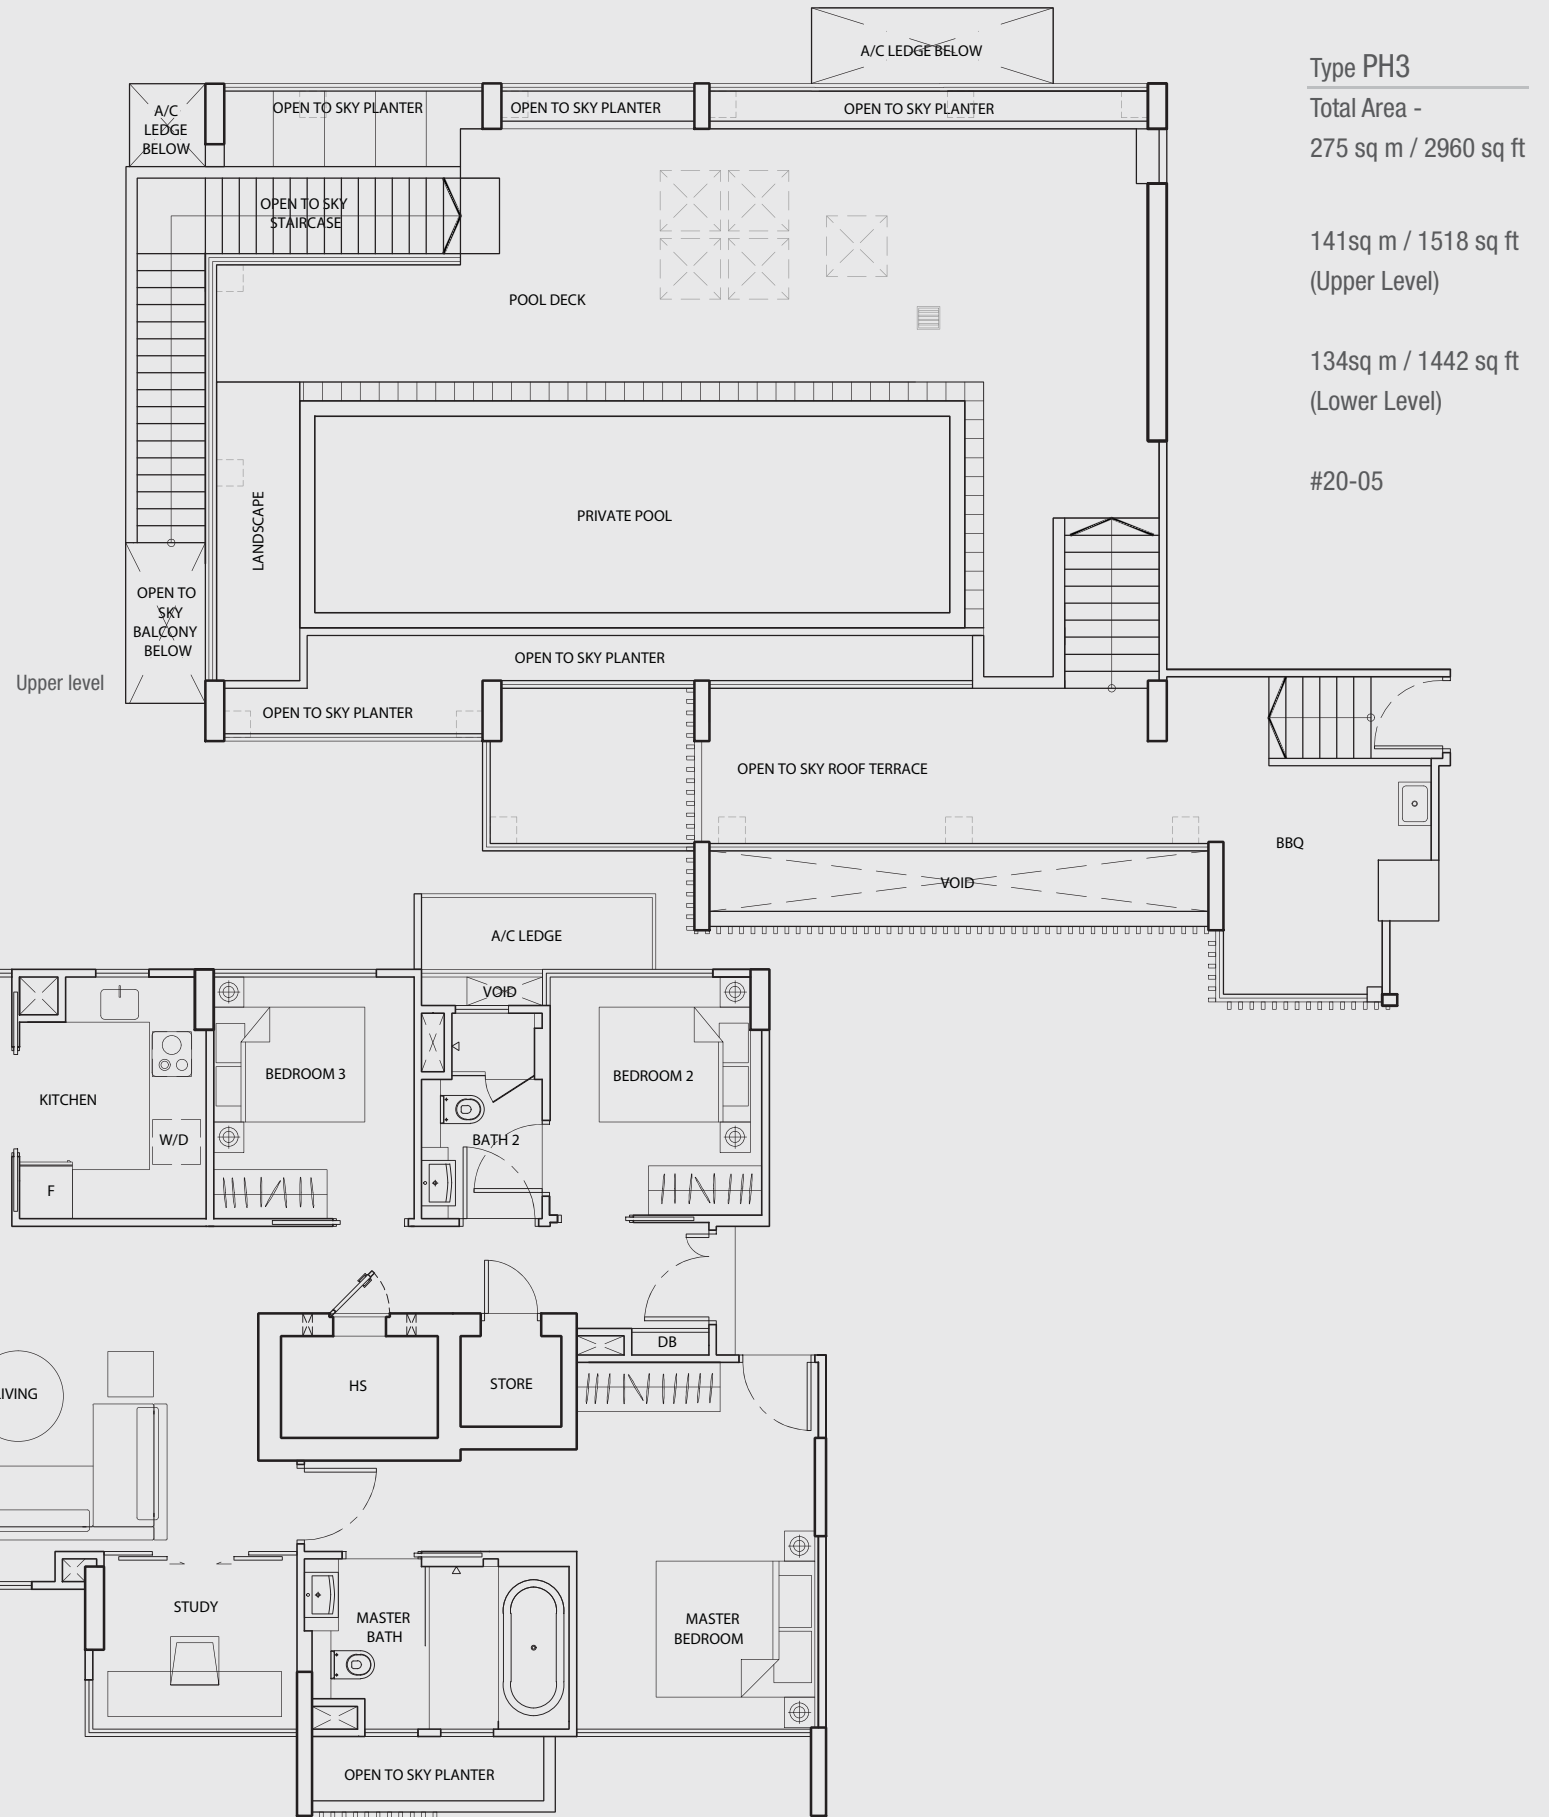 A/C LEDGE BELOW
Type PH3
Total Area -
275 sq m / 2960 sq ft
141sq m / 1518 sq ft
(Upper Level)
134sq m / 1442 sq ft
(Lower Level)
#20-05
A/C
LEDGE
BELOW
OPEN TO SKY PLANTER
OPEN TO SKY PLANTER
OPEN TO SKY PLANTER
OPEN TO SKY
STAIRCASE
POOL DECK
LANDSCAPE
PRIVATE POOL
OPEN TO
SKY
BALCONY
BELOW
OPEN TO SKY PLANTER
Upper level
OPEN TO SKY PLANTER
OPEN TO SKY ROOF TERRACE
BBQ
VOID
A/C LEDGE
VOID
BEDROOM 3
BEDROOM 2
KITCHEN
W/D
BATH 2
F
DB
HS
STORE
IVING
STUDY
MASTER
BATH
MASTER
BEDROOM
OPEN TO SKY PLANTER